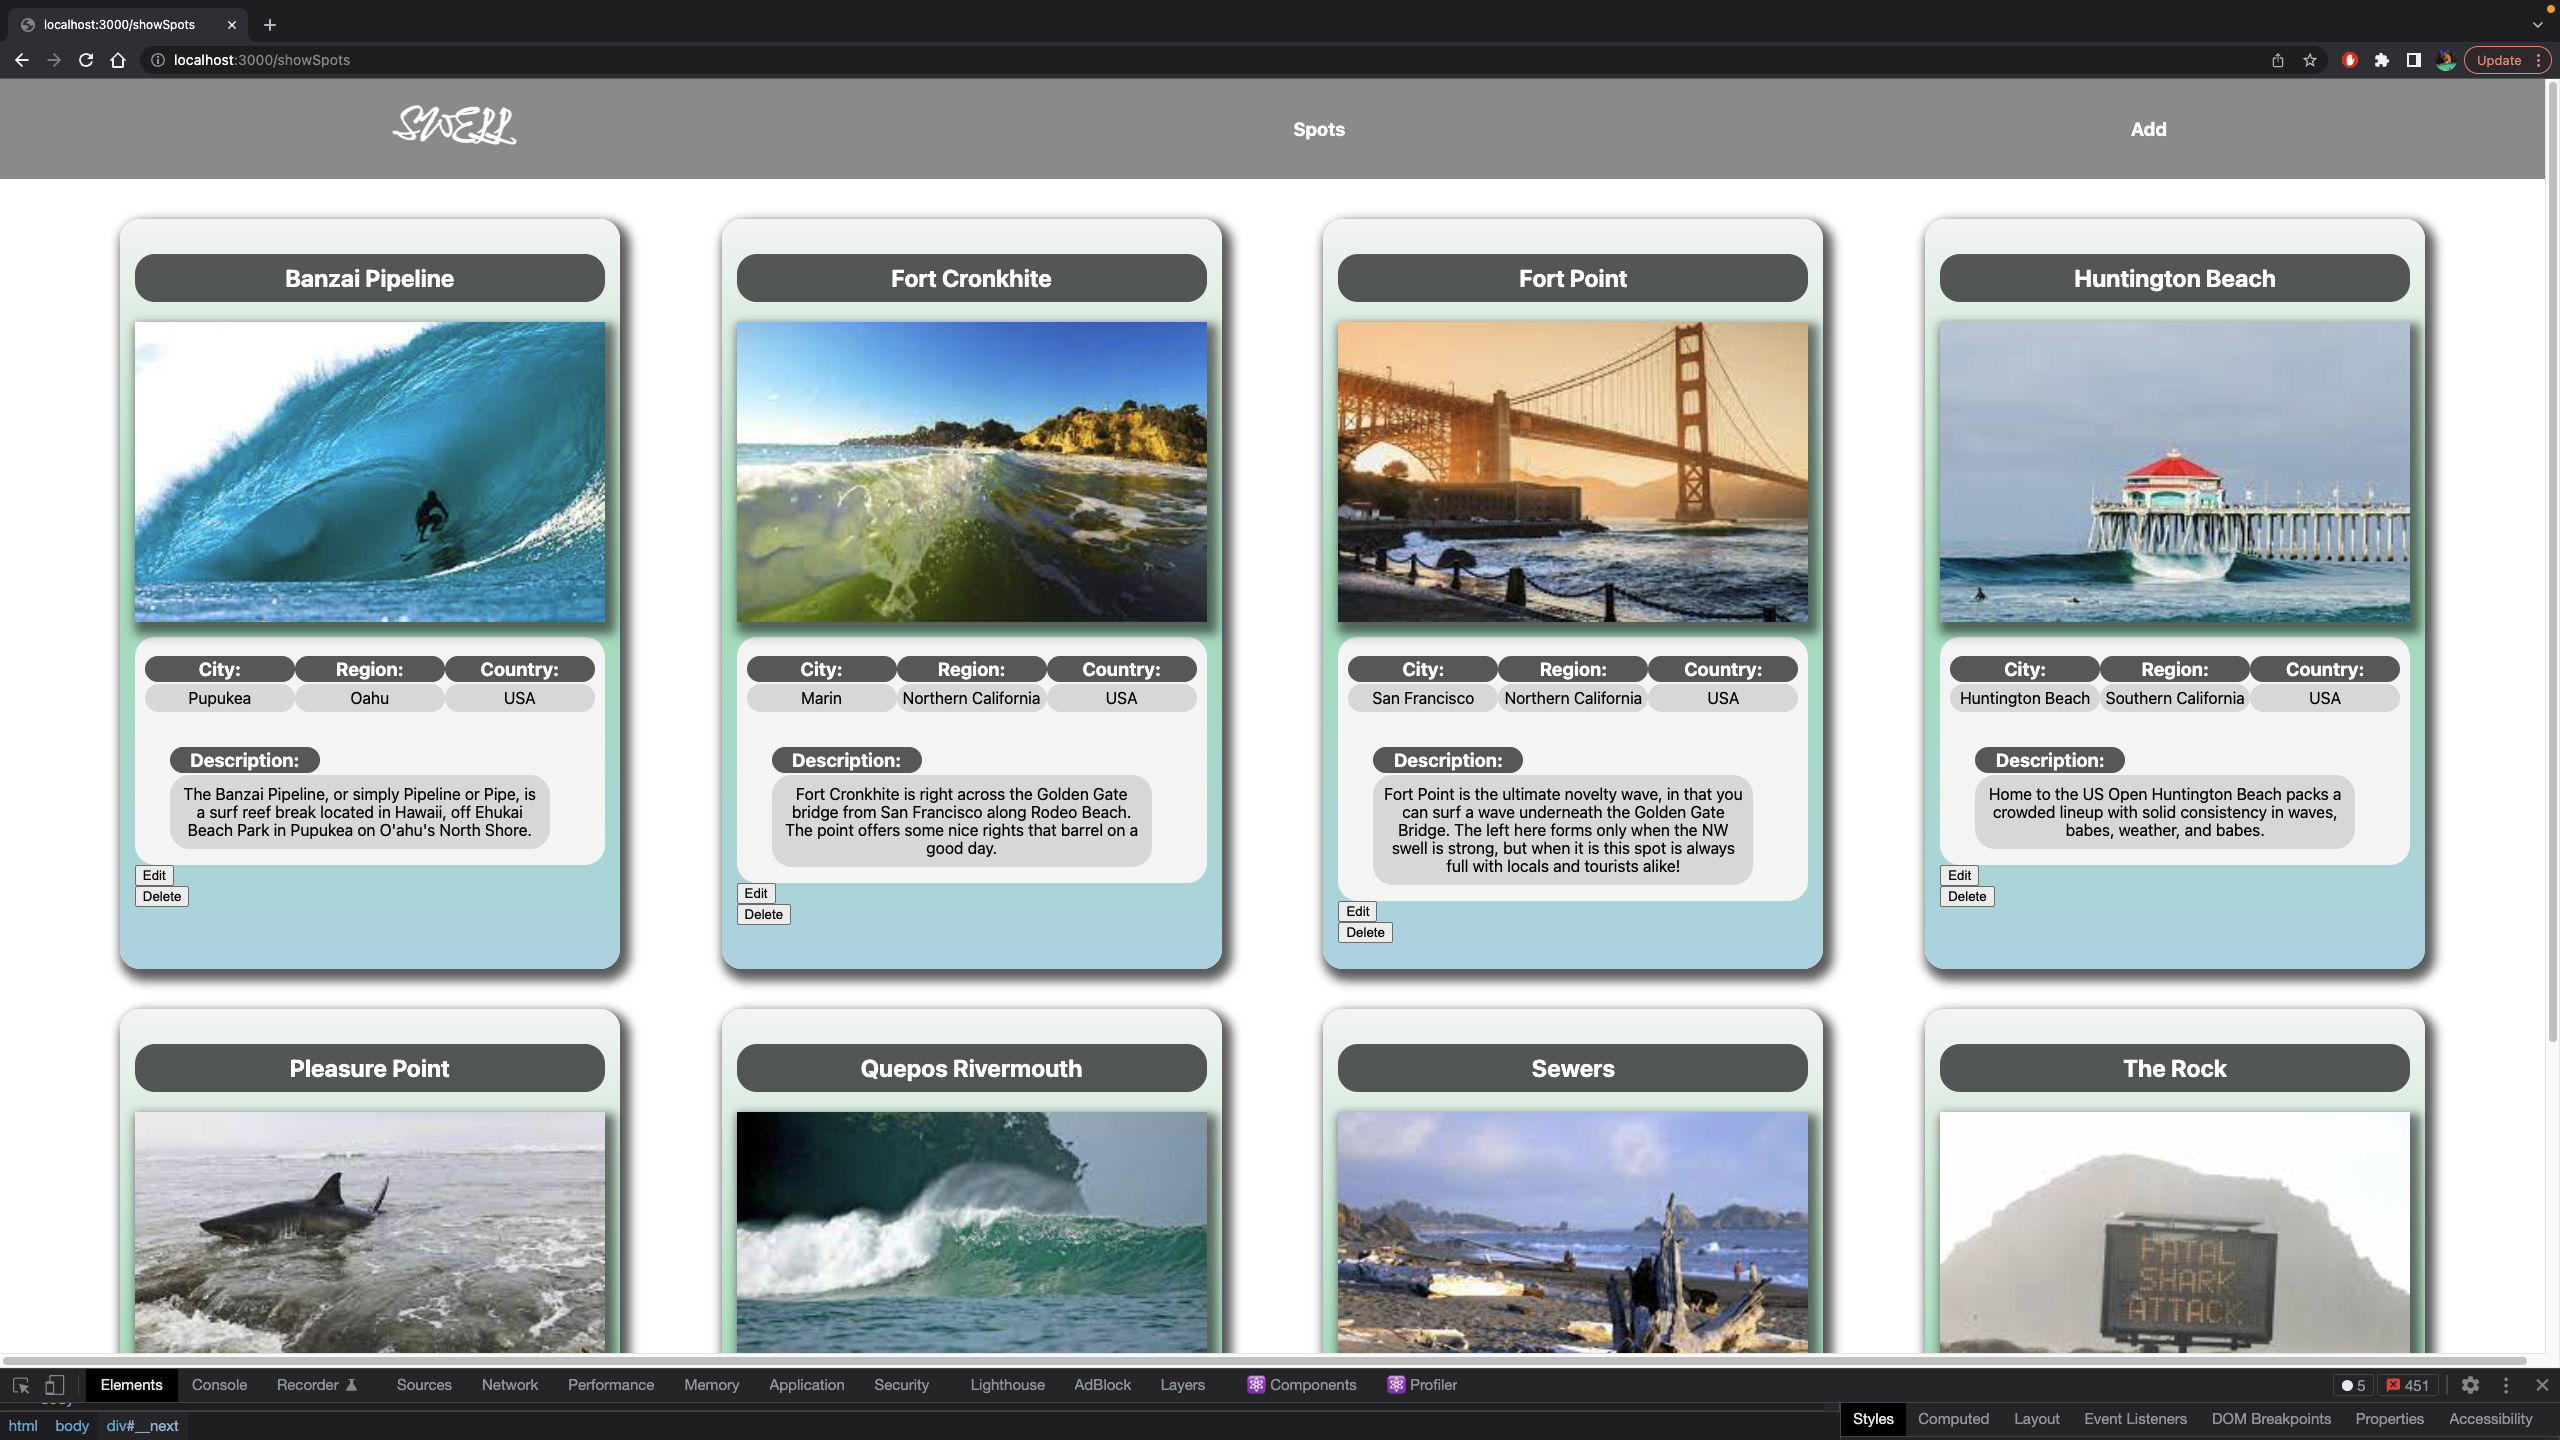 localhost:3000/showSpots
localhost:3000/showSpots
Update
SWELL
Spots
Add
Banzai Pipeline
City: Region: Country:
Pupukea Oahu USA
Description:
The Banzai Pipeline, or simply Pipeline or Pipe, is
a surf reef break located in Hawaii, off Ehukai
Beach Park in Pupukea on O'ahu's North Shore.
Edit
Delete
Fort Cronkhite
City: Region: Country:
Marin Northern California USA
Description:
Fort Cronkhite is right across the Golden Gate
bridge from San Francisco along Rodeo Beach.
The point offers some nice rights that barrel on a
good day.
Edit
Delete
Fort Point
City: Region: Country:
San Francisco Northern California USA
Description:
Fort Point is the ultimate novelty wave, in that you
can surf a wave underneath the Golden Gate
Bridge. The left here forms only when the NW
swell is strong, but when it is this spot is always
full with locals and tourists alike!
Edit
Delete
Huntington Beach
City: Region: Country:
Huntington Beach Southern California USA
Description:
Home to the US Open Huntington Beach packs a
crowded lineup with solid consistency in waves,
babes, weather, and babes.
Edit
Delete
Pleasure Point
Quepos Rivermouth
Sewers
The Rock
FATAL
SHARK
ATTACK
Elements Console Recorder Sources Network Performance Memory Application Security Lighthouse AdBlock Layers Components Profiler 5 451
html body div#__next
Styles Computed Layout Event Listeners DOM Breakpoints Properties Accessibility